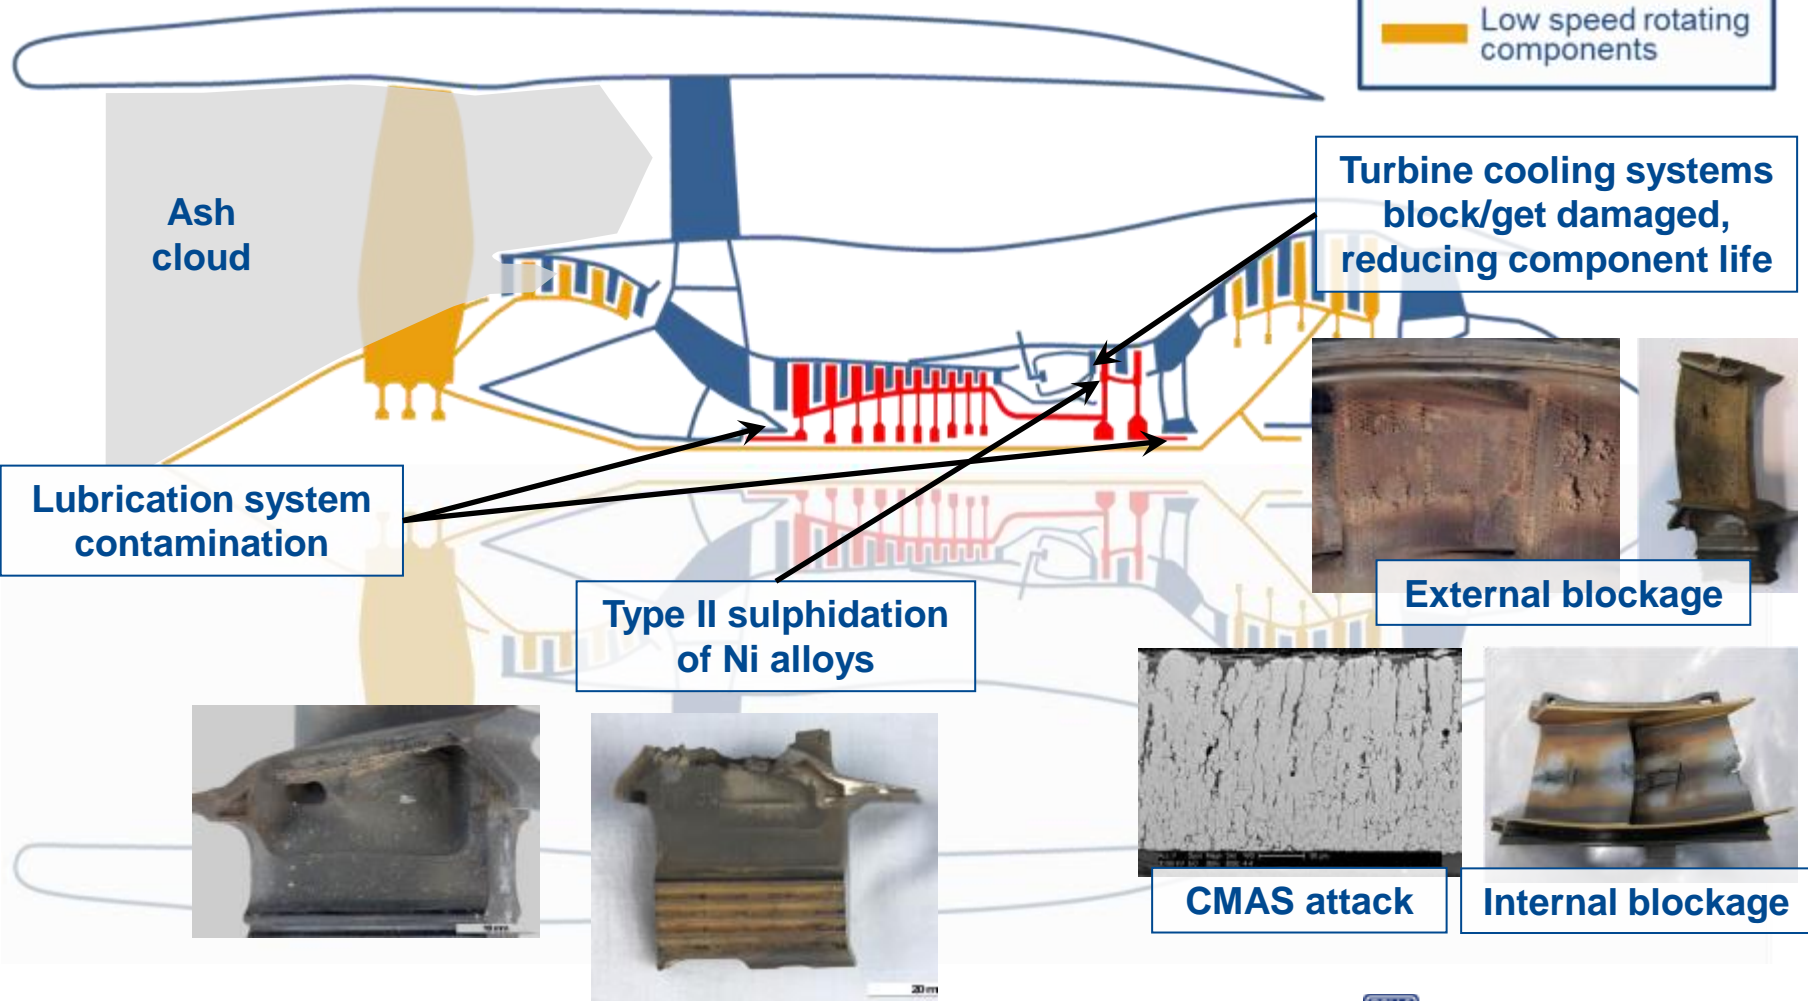 Low speed rotating
components
Turbine cooling systems
block/get damaged,
reducing component life
Ash
cloud
Lubrication system
contamination
Type II sulphidation
of Ni alloys
External blockage
CMAS attack
Internal blockage